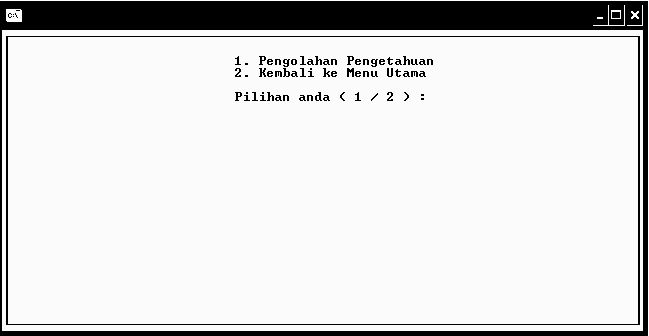 C:\
1. Pengolahan Pengetahuan
2. Kembali ke Menu Utama
Pilihan anda ( 1 / 2 ) :